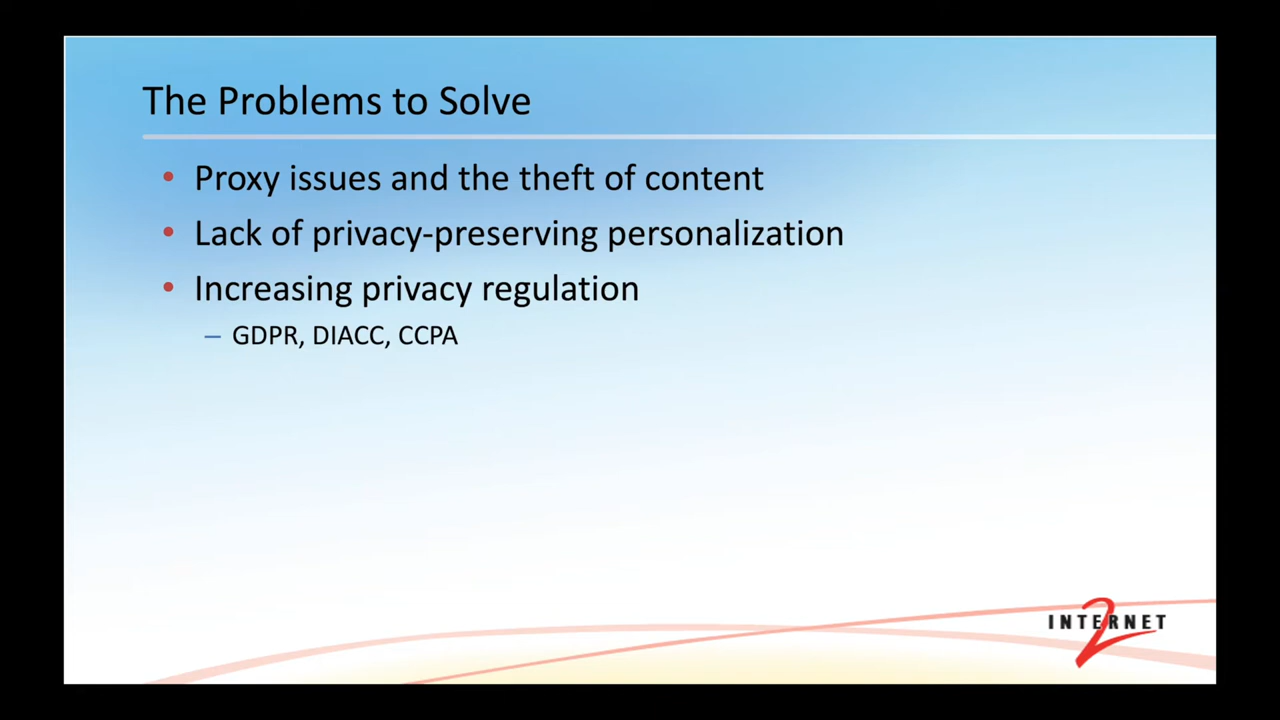 The Problems to Solve
• Proxy issues and the theft of content
• Lack of privacy-preserving personalization
• Increasing privacy regulation
– GDPR, DIACC, CCPA
INTERNET
2